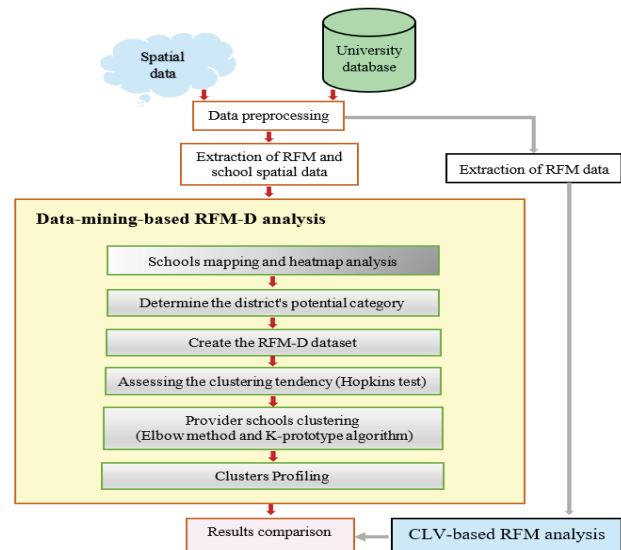 Spatial
data
University
database
Data preprocessing
Extraction of RFM and
school spatial data
Extraction of RFM data
Data-mining-based RFM-D analysis
Schools mapping and heatmap analysis
Determine the district's potential category
Create the RFM-D dataset
Assessing the clustering tendency (Hopkins test)
Provider schools clustering
(Elbow method and K-prototype algorithm)
Clusters Profiling
Results comparison
CLV-based RFM analysis